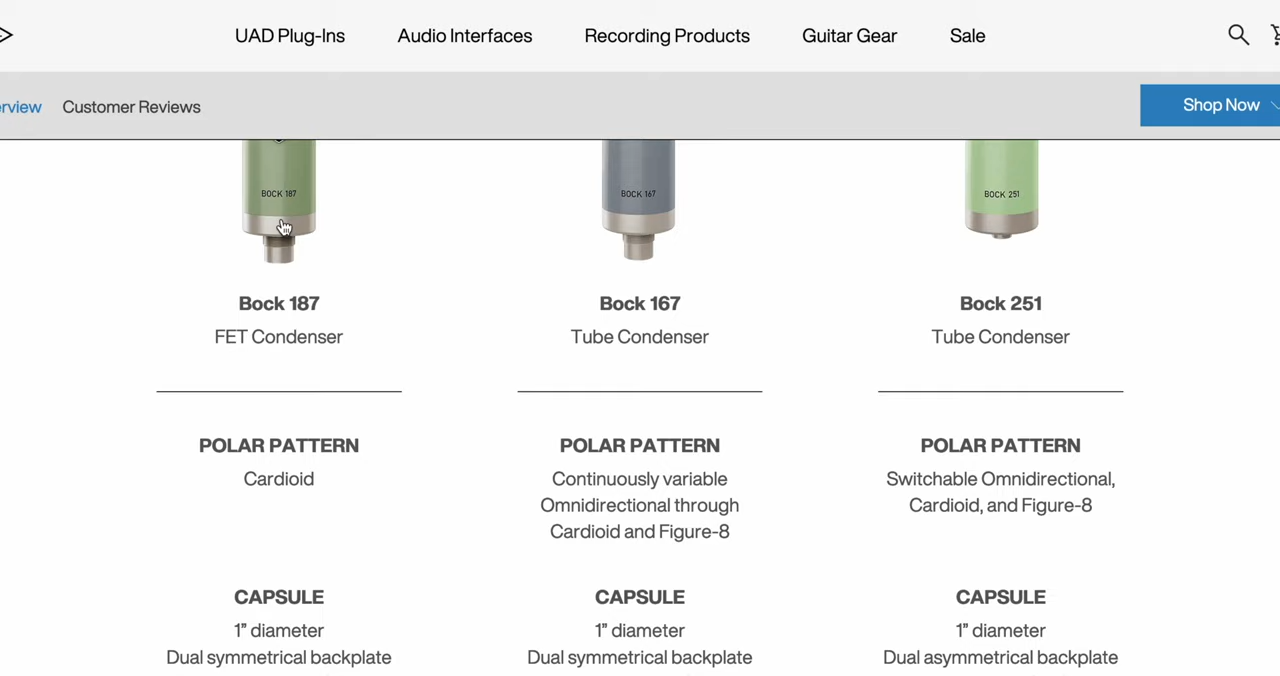 UAD Plug-Ins Audio Interfaces Recording Products Guitar Gear Sale
Customer Reviews Shop Now
BOCK 187 BOCK 167 BOCK 251
Bock 187 Bock 167 Bock 251
FET Condenser Tube Condenser Tube Condenser
POLAR PATTERN POLAR PATTERN POLAR PATTERN
Cardioid Continuously variable Switchable Omnidirectional,
Omnidirectional through Cardioid, and Figure-8
Cardioid and Figure-8
CAPSULE CAPSULE CAPSULE
1” diameter 1” diameter 1” diameter
Dual symmetrical backplate Dual symmetrical backplate Dual asymmetrical backplate